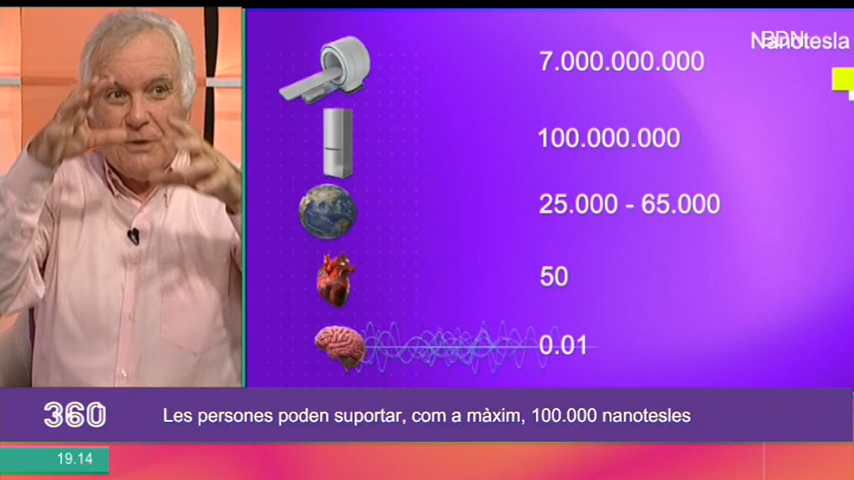 BDN
Nanotesla
7.000.000.000
100.000.000
25.000 - 65.000
50
0.01
360
Les persones poden suportar, com a màxim, 100.000 nanotesles
19.14